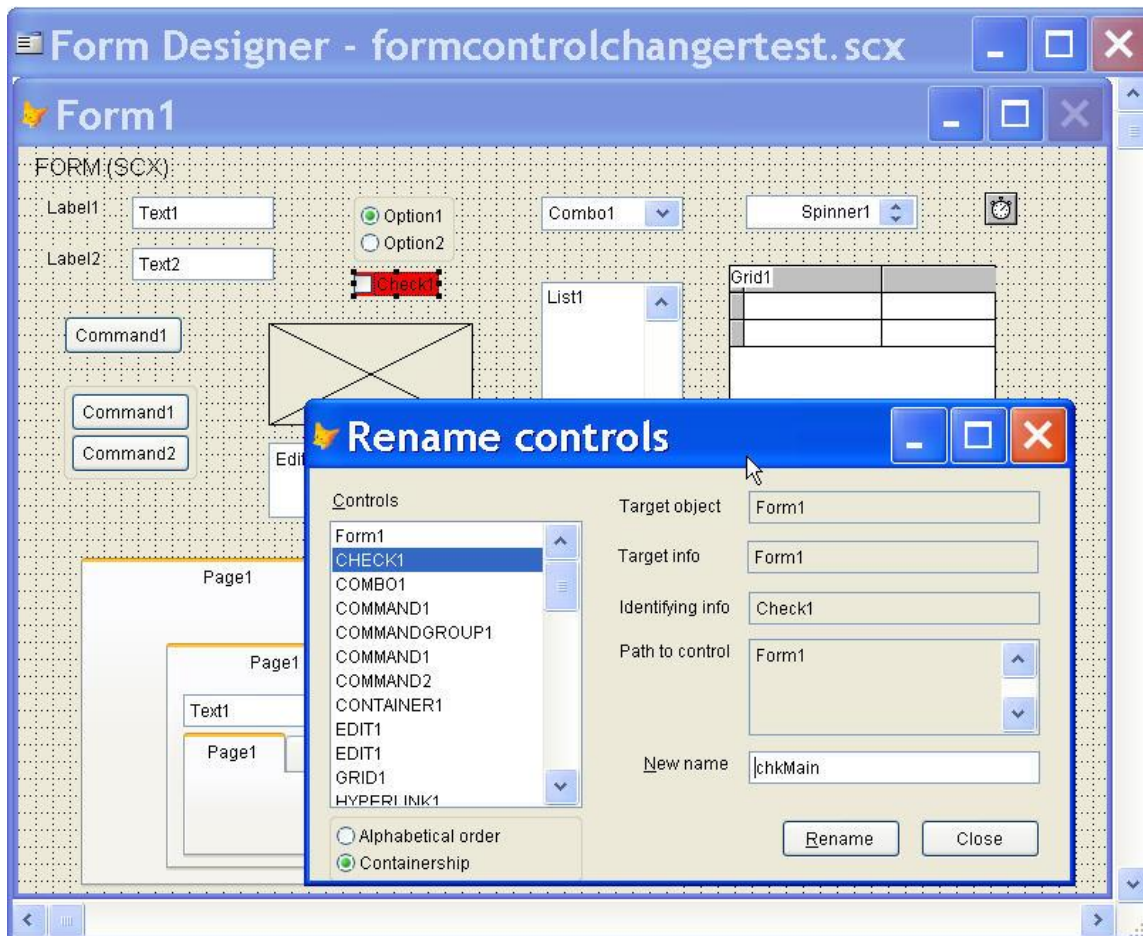 Form Designer - formcontrolchangertest.scx
Form1
FORM (SCX)
Label1
Text1
Option1
Option2
Combo1
Spinner1
Label2
Text2
Check1
List1
Grid1
Command1
Command1
Command2
Edit
Page1
Page1
Text1
Page1
Rename controls
Controls
Form1
CHECK1
COMBO1
COMMAND1
COMMANDGROUP1
COMMAND1
COMMAND2
CONTAINER1
EDIT1
EDIT1
GRID1
HYPERLINK1
Alphabetical order
Containership
Target object
Form1
Target info
Form1
Identifying info
Check1
Path to control
Form1
New name
chkMain
Rename
Close